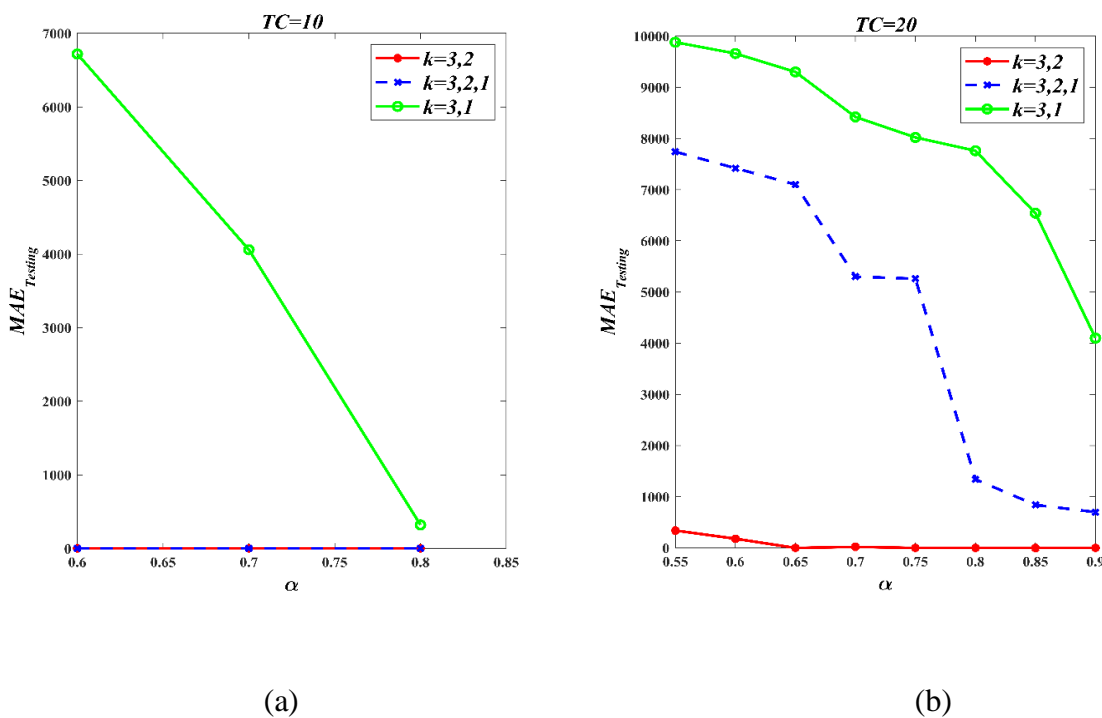 TC=10
7000
6000
5000
4000
3000
2000
1000
0
MAE_Testing
k=3,2
k=3,2,1
k=3,1
0.6
0.65
0.7
0.75
0.8
0.85
α
(a)
TC=20
10000
9000
8000
7000
6000
5000
4000
3000
2000
1000
0
MAE_Testing
k=3,2
k=3,2,1
k=3,1
0.55
0.6
0.65
0.7
0.75
0.8
0.85
0.9
α
(b)